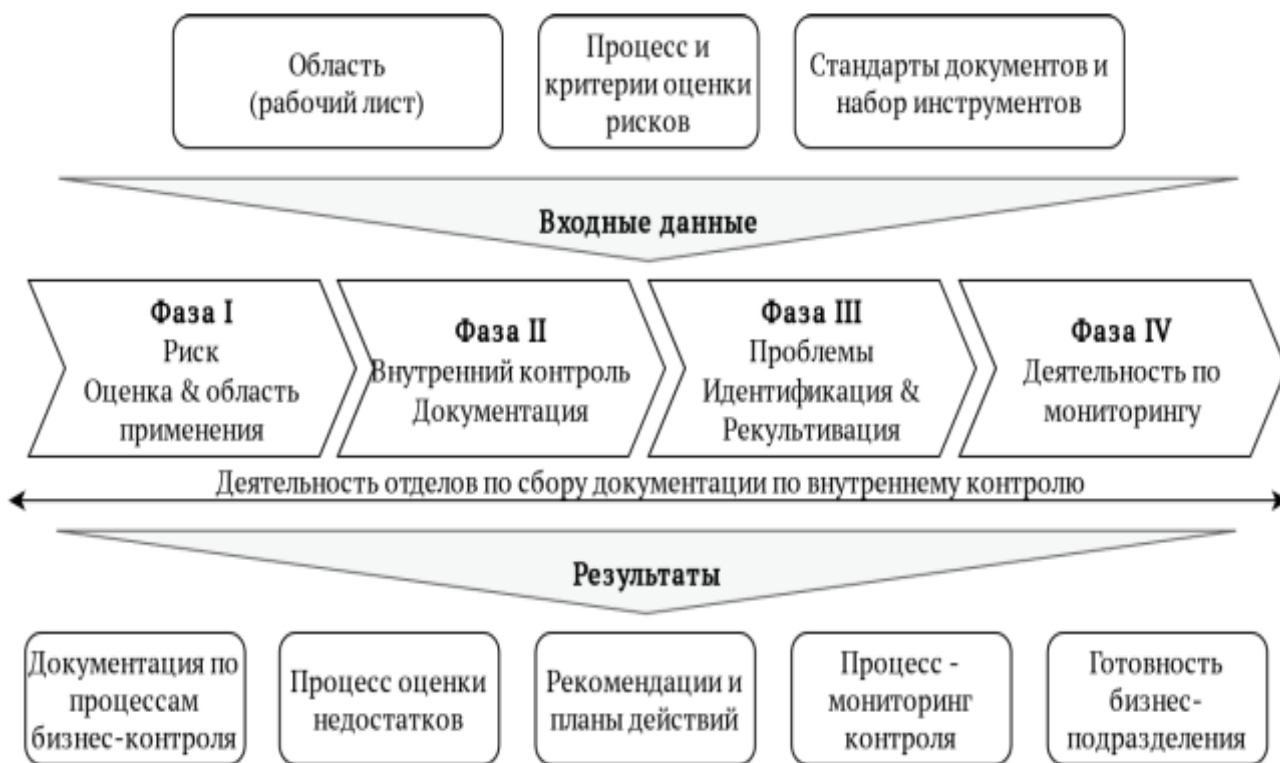 Область
(рабочий лист)
Процесс и
критерии оценки
рисков
Стандарты документов и
набор инструментов
Входные данные
Фаза I
Риск
Оценка & область
применения
Фаза II
Внутренний контроль
Документация
Фаза III
Проблемы
Идентификация &
Рекультивация
Фаза IV
Деятельность по
мониторингу
Деятельность отделов по сбору документации по внутреннему контролю
Результаты
Документация по
процессам
бизнес-контроля
Процесс оценки
недостатков
Рекомендации и
планы действий
Процесс -
мониторинг
контроля
Готовность
бизнес-
подразделения